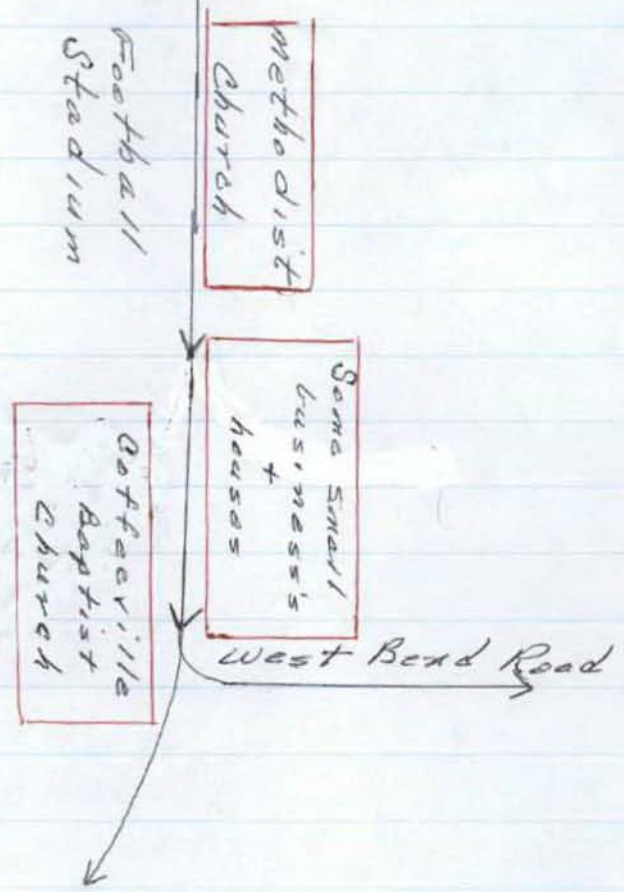 Methodist
Church
Football
Stadium
Some small
business's
+
houses
Coffeeville
Baptist
Church
West Bend Road